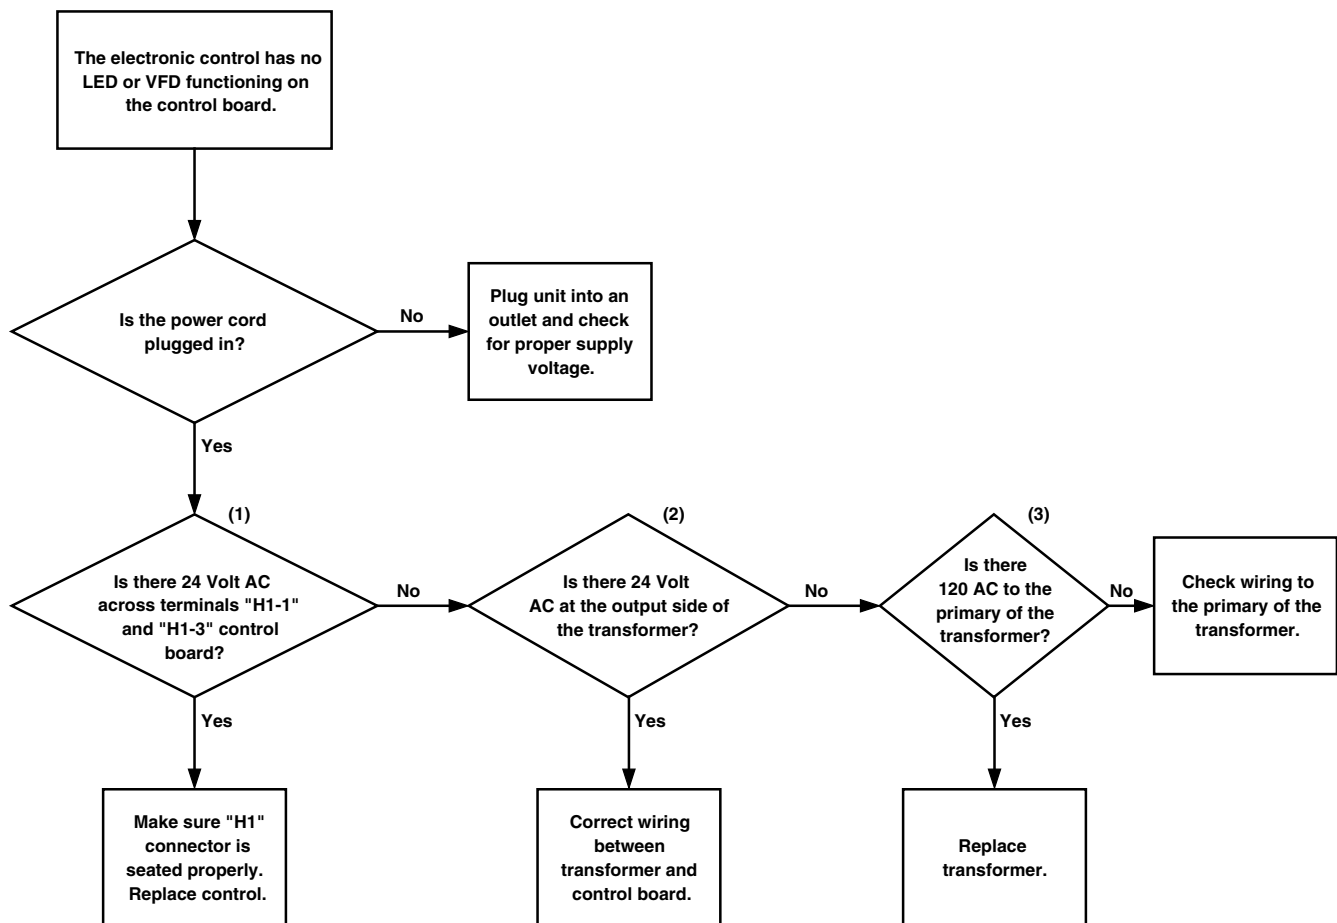 The electronic control has no
LED or VFD functioning on
the control board.
Is the power cord
plugged in?
No
Plug unit into an
outlet and check
for proper supply
voltage.
Yes
(1)
Is there 24 Volt AC
across terminals "H1-1"
and "H1-3" control
board?
No
(2)
Is there 24 Volt
AC at the output side of
the transformer?
No
(3)
Is there
120 AC to the
primary of the
transformer?
No
Check wiring to
the primary of the
transformer.
Yes
Yes
Yes
Make sure "H1"
connector is
seated properly.
Replace control.
Correct wiring
between
transformer and
control board.
Replace
transformer.